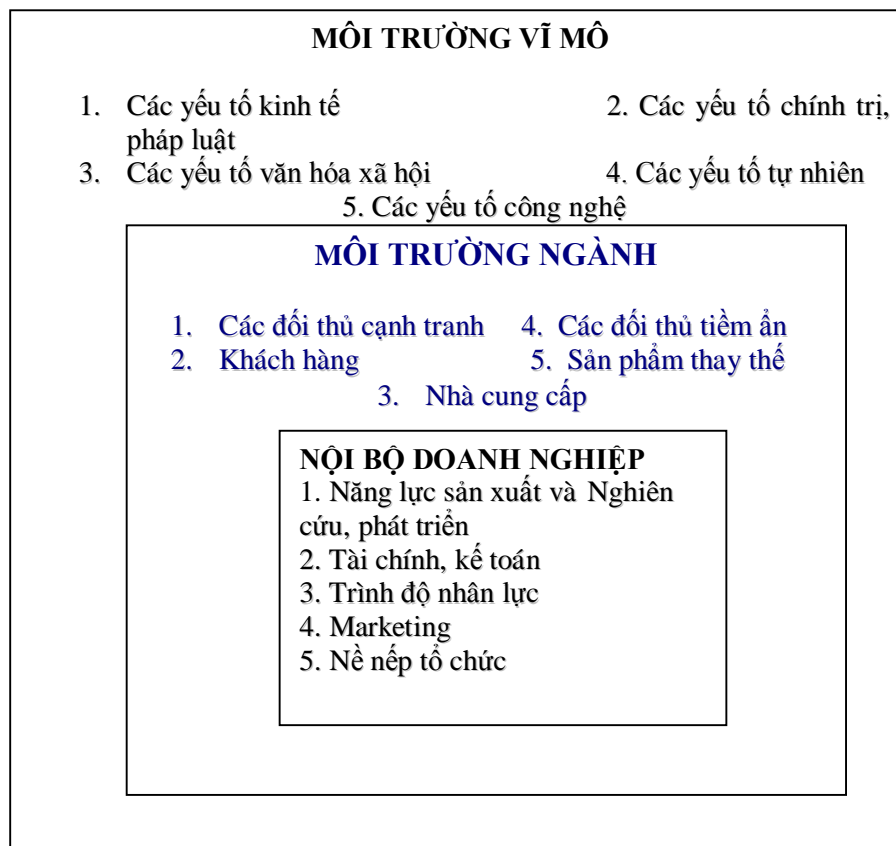 MÔI TRƯỜNG VĨ MÔ
1. Các yếu tố kinh tế 2. Các yếu tố chính trị,
pháp luật
3. Các yếu tố văn hóa xã hội 4. Các yếu tố tự nhiên
5. Các yếu tố công nghệ
MÔI TRƯỜNG NGÀNH
1. Các đối thủ cạnh tranh 4. Các đối thủ tiềm ẩn
2. Khách hàng 5. Sản phẩm thay thế
3. Nhà cung cấp
NỘI BỘ DOANH NGHIỆP
1. Năng lực sản xuất và Nghiên
cứu, phát triển
2. Tài chính, kế toán
3. Trình độ nhân lực
4. Marketing
5. Nề nếp tổ chức